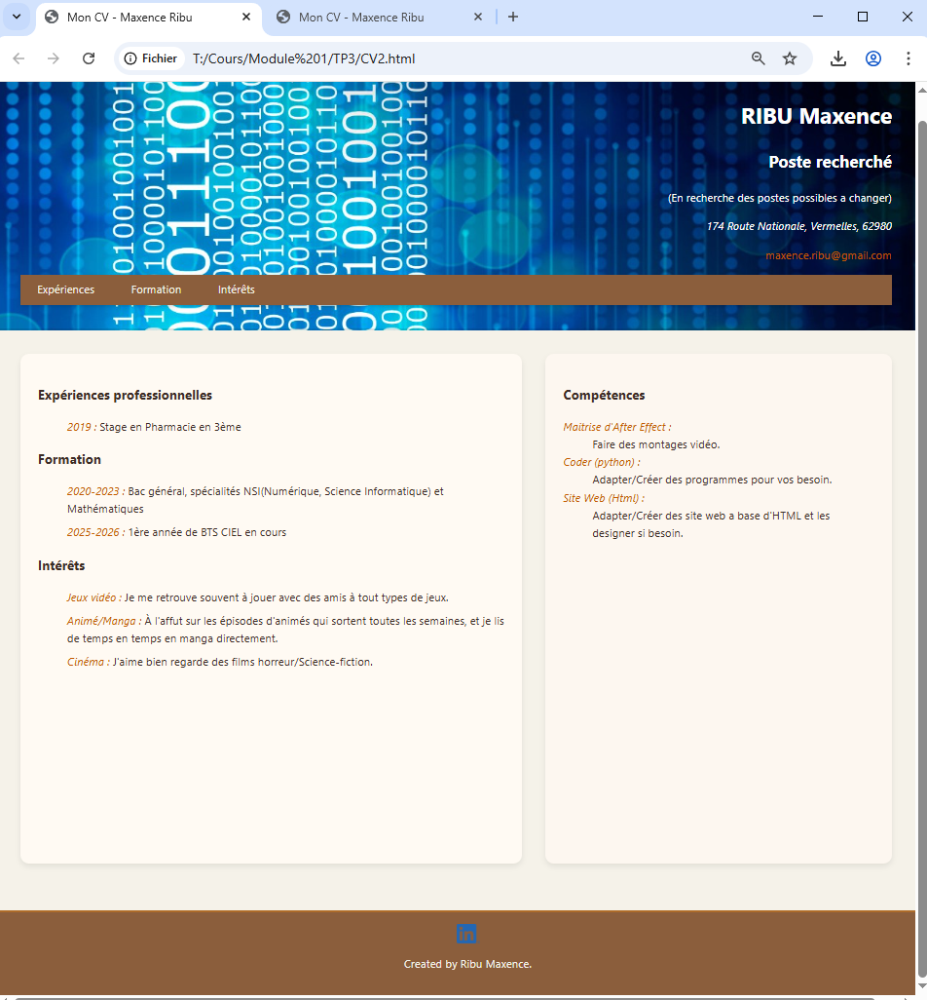 Mon CV - Maxence Ribu
Mon CV - Maxence Ribu
Fichier
T:/Cours/Module%201/TP3/CV2.html
RIBU Maxence
Poste recherché
(En recherche des postes possibles a changer)
174 Route Nationale, Vermelles, 62980
maxence.ribu@gmail.com
Expériences Formation Intérêts
Expériences professionnelles
2019 : Stage en Pharmacie en 3ème
Formation
2020-2023 : Bac général, spécialités NSI(Numérique, Science Informatique) et
Mathématiques
2025-2026 : 1ère année de BTS CIEL en cours
Intérêts
Jeux vidéo : Je me retrouve souvent à jouer avec des amis à tout types de jeux.
Animé/Manga : À l'affut sur les épisodes d'animés qui sortent toutes les semaines, et je lis
de temps en temps en manga directement.
Cinéma : J'aime bien regarde des films horreur/Science-fiction.
Compétences
Maitrise d'After Effect :
Faire des montages vidéo.
Coder (python) :
Adapter/Créer des programmes pour vos besoin.
Site Web (Html) :
Adapter/Créer des site web a base d'HTML et les
designer si besoin.
in
Created by Ribu Maxence.